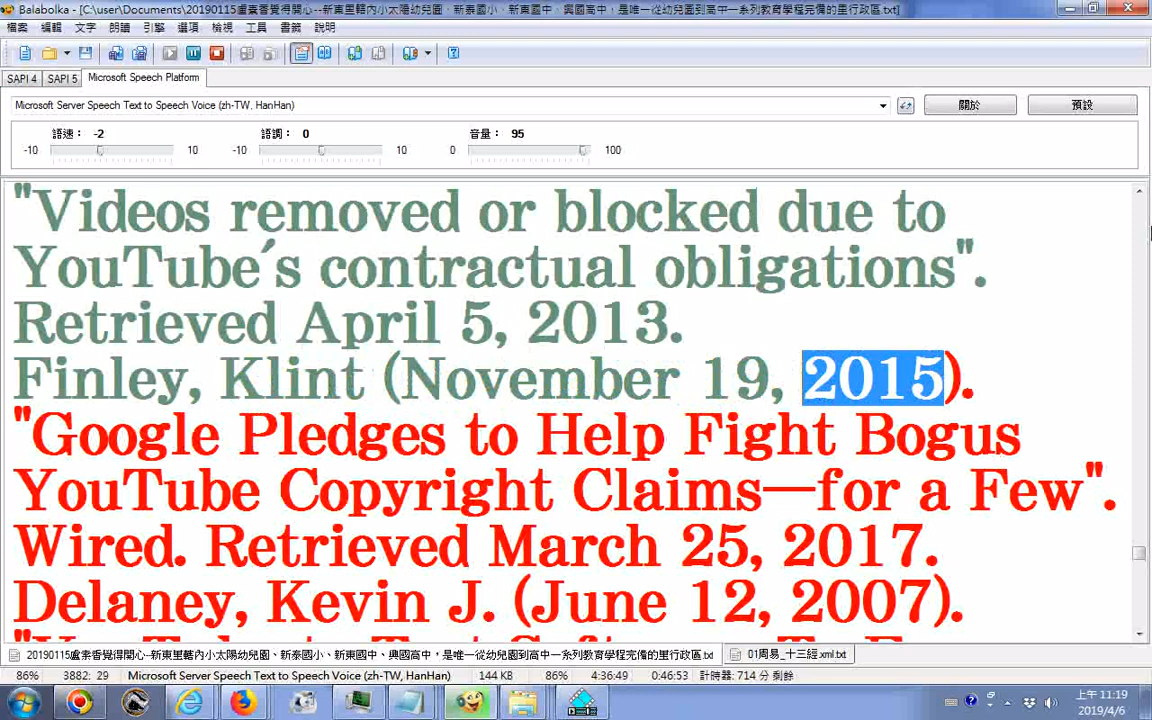 Balabolka - [C:\user\Documents\20190115盧素香覺得開心--新東里轄內小太陽幼兒園、新泰國小、新東國中、興國高中，是唯一從幼兒園到高中一系列教育學程完備的里行政區.txt]
檔案 編輯 文字 朗讀 引擎 選項 檢視 工具 書籤 說明
SAPI 4 SAPI 5 Microsoft Speech Platform
Microsoft Server Speech Text to Speech Voice (zh-TW, HanHan) 關於 預設
語速： -2 語調： 0 音量： 95
-10 10 -10 10 0 100
"Videos removed or blocked due to
YouTube´s contractual obligations".
Retrieved April 5, 2013.
Finley, Klint (November 19, 2015).
"Google Pledges to Help Fight Bogus
YouTube Copyright Claims—for a Few".
Wired. Retrieved March 25, 2017.
Delaney, Kevin J. (June 12, 2007).
20190115盧素香覺得開心--新東里轄內小太陽幼兒園、新泰國小、新東國中、興國高中，是唯一從幼兒園到高中一系列教育學程完備的里行政區.txt 01周易_十三經.xml.txt
86% 3882: 29 Microsoft Server Speech Text to Speech Voice (zh-TW, HanHan) 144 KB 86% 4:36:49 0:46:53 計時器： 714 分 剩餘
上午 11:19
2019/4/6